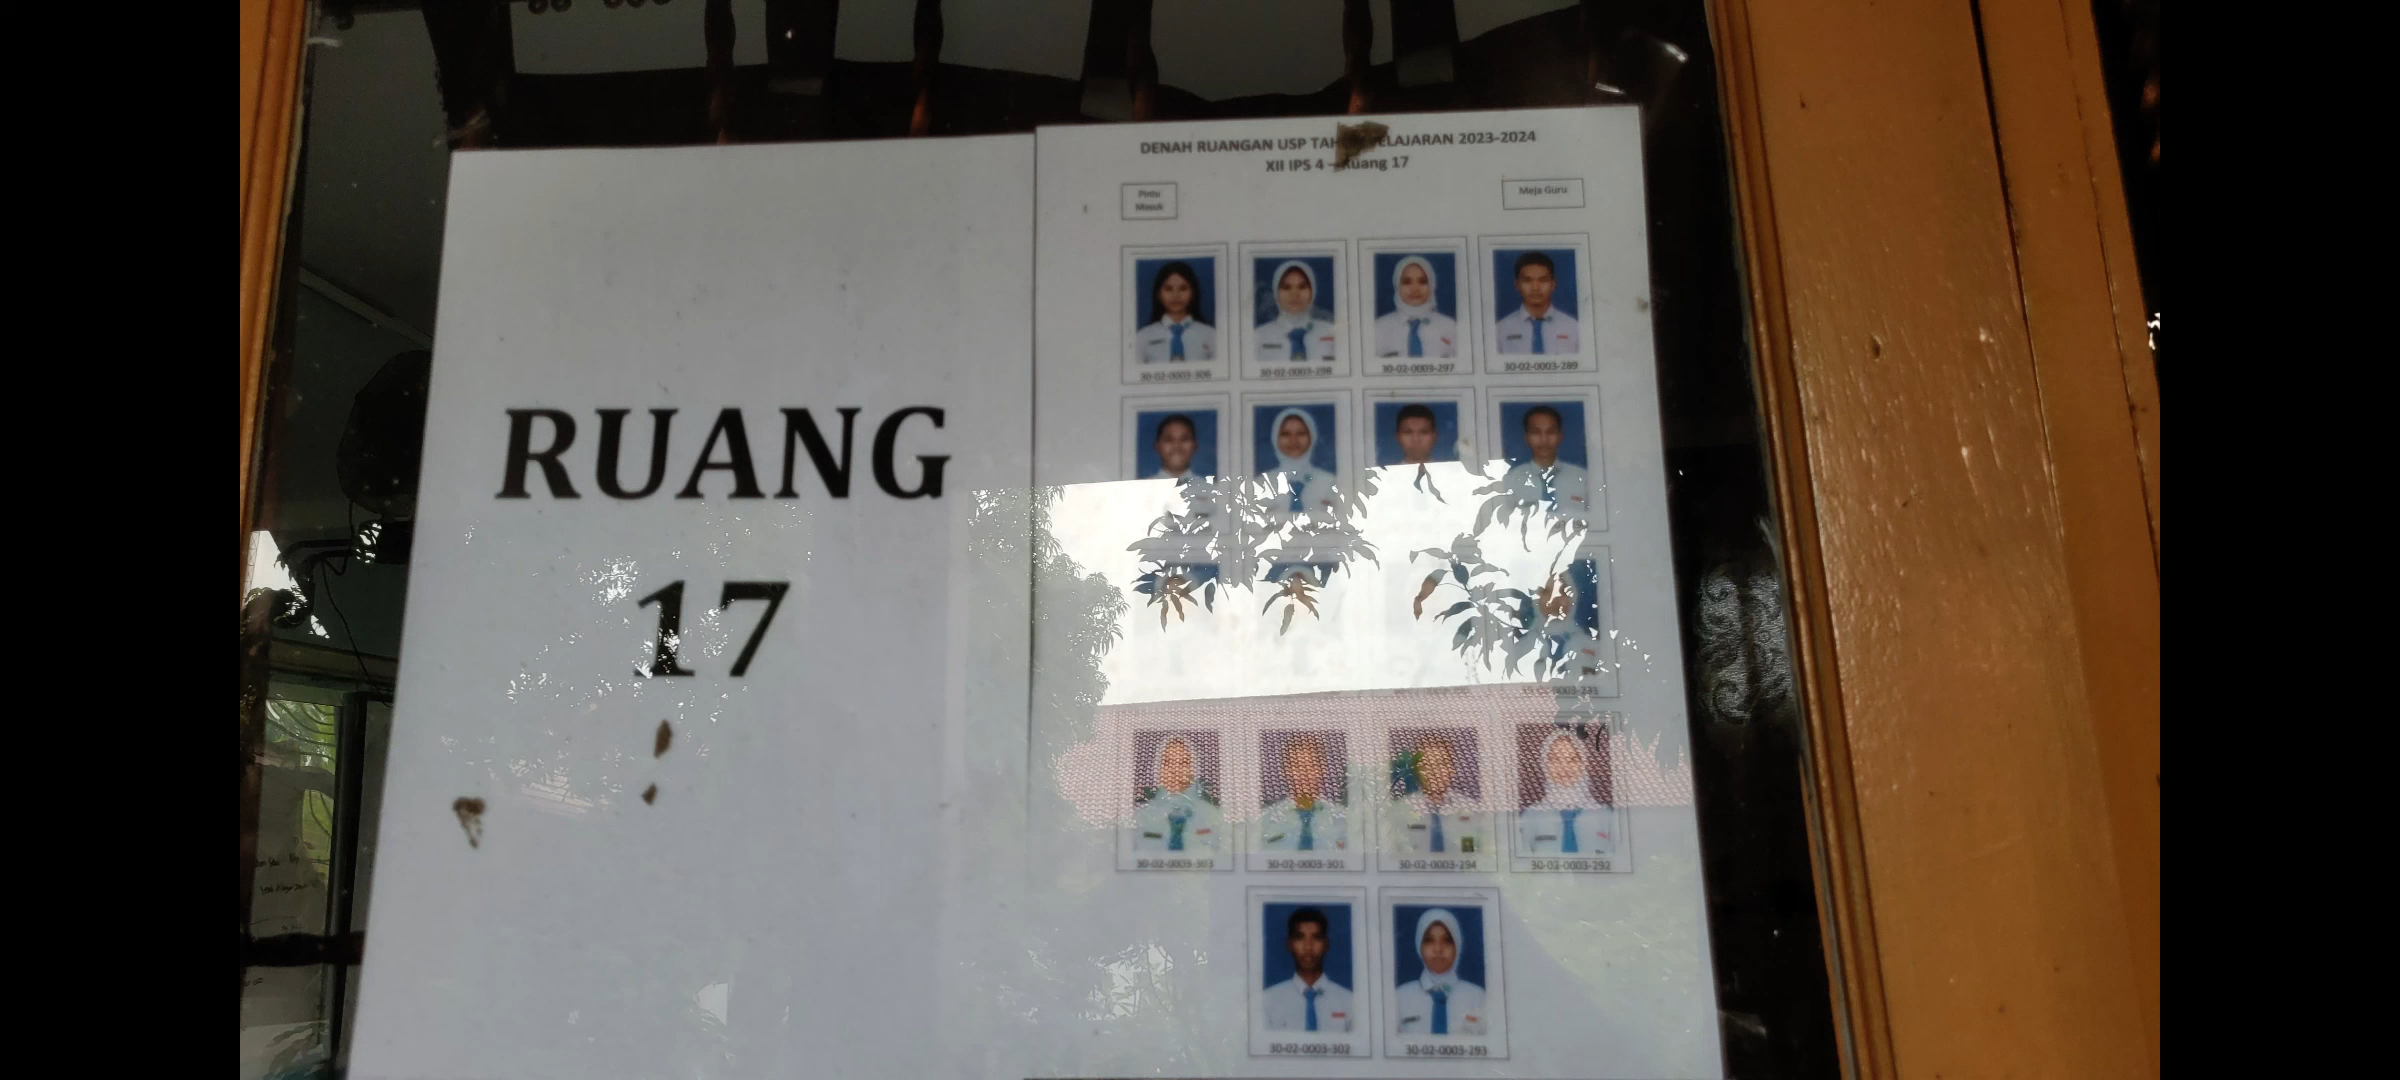 RUANG
17
DENAH RUANGAN USP PELAJARAN 2023-2024
XII IPS 4 – Ruang 17
Pintu
Masuk
Meja Guru
30-02-0003-306
30-02-0003-298
30-02-0003-297
30-02-0003-289
30-02-0003-303
30-02-0003-301
30-02-0003-294
30-02-0003-292
30-02-0003-302
30-02-0003-293